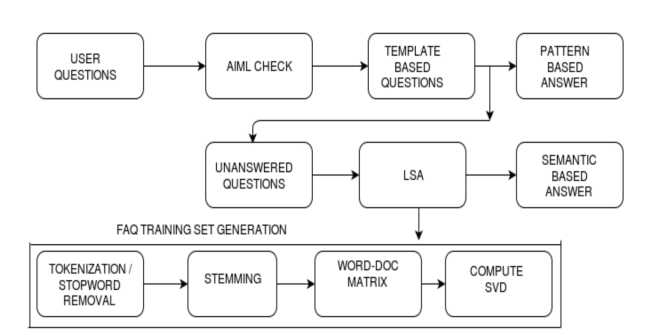 USER
QUESTIONS
AIML CHECK
TEMPLATE
BASED
QUESTIONS
PATTERN
BASED
ANSWER
UNANSWERED
QUESTIONS
LSA
SEMANTIC
BASED
ANSWER
FAQ TRAINING SET GENERATION
TOKENIZATION /
STOPWORD
REMOVAL
STEMMING
WORD-DOC
MATRIX
COMPUTE
SVD